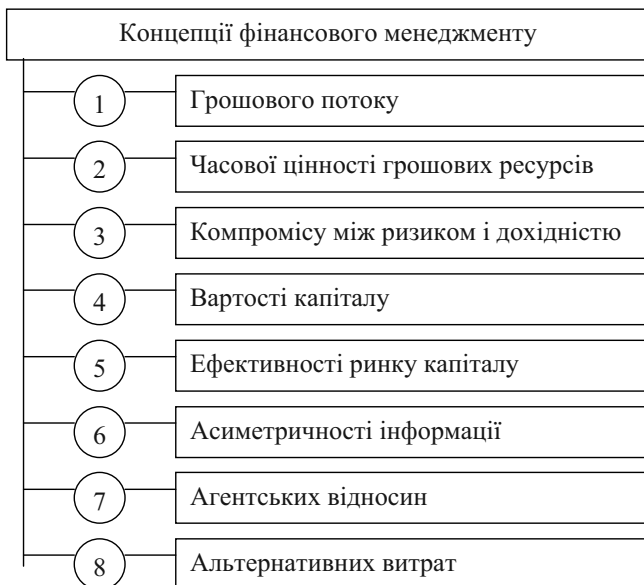 Концепції фінансового менеджменту
1 Грошового потоку
2 Часової цінності грошових ресурсів
3 Компромісу між ризиком і дохідністю
4 Вартості капіталу
5 Ефективності ринку капіталу
6 Асиметричності інформації
7 Агентських відносин
8 Альтернативних витрат